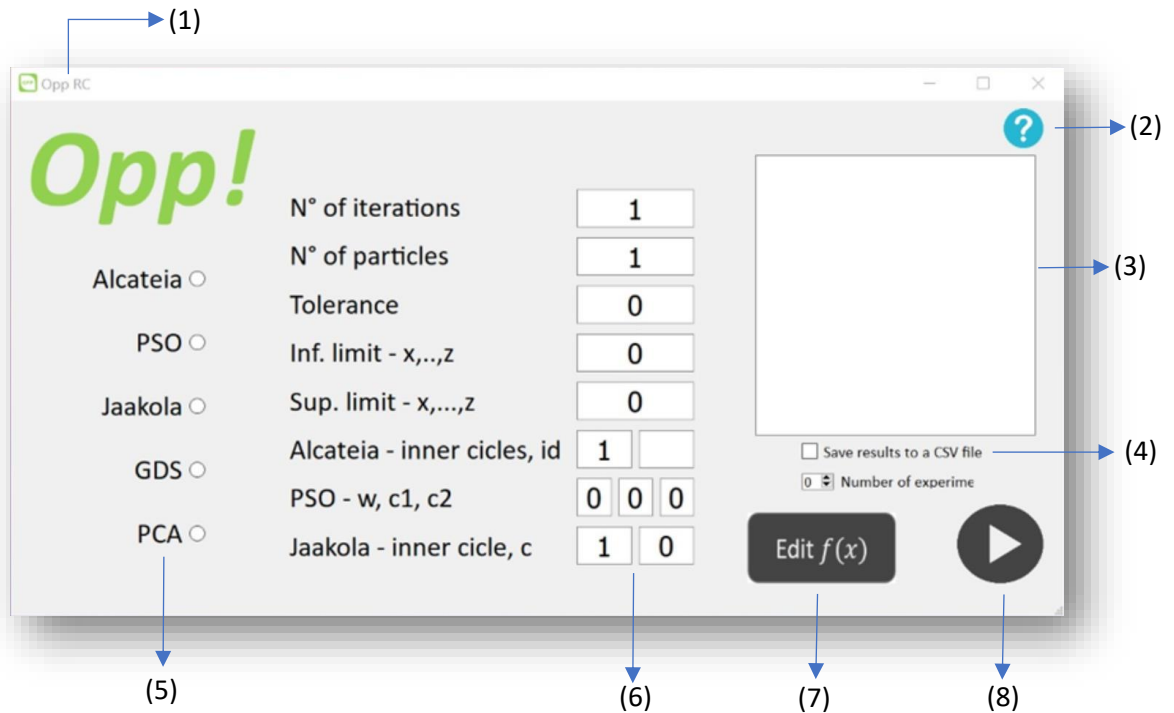 (1)
Opp RC
Opp!
(2)
N° of iterations 1
N° of particles 1
Alcateia
(3)
Tolerance 0
PSO
Inf. limit - x,..,z 0
Jaakola
Sup. limit - x,...,z 0
Alcateia - inner cicles, id 1
Save results to a CSV file
(4)
GDS
0 Number of experime
PSO - w, c1, c2 0 0 0
PCA
Jaakola - inner cicle, c 1 0
Edit f(x)
(5)
(6)
(7)
(8)